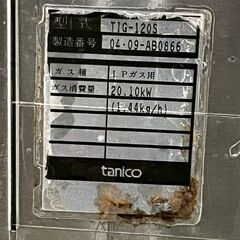 型式 TIG-120S
製造番号 04·09-AB0866
ガス種 LPガス用
ガス消費量 20.10kW
(1.44kg/h)
tanico